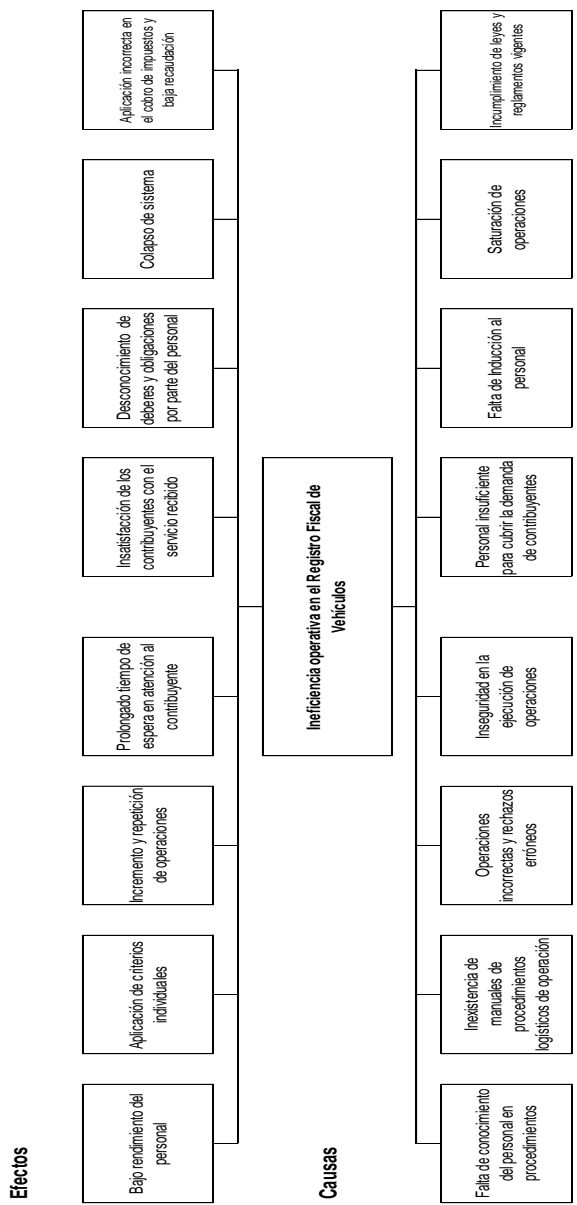 Efectos
Bajo rendimiento del
personal
Aplicación de criterios
individuales
Incremento y repetición
de operaciones
Prolongado tiempo de
espera en atención al
contribuyente
Insatisfacción de los
contribuyentes con el
servicio recibido
Desconocimiento de
deberes y obligaciones
por parte del personal
Colapso de sistema
Aplicación incorrecta en
el cobro de impuestos y
baja recaudación
Ineficiencia operativa en el Registro Fiscal de
Vehículos
Causas
Falta de conocimiento
del personal en
procedimientos
Inexistencia de
manuales de
procedimientos
logísticos de operación
Operaciones
incorrectas y rechazos
erróneos
Inseguridad en la
ejecución de
operaciones
Personal insuficiente
para cubrir la demanda
de contribuyentes
Falta de Inducción al
personal
Saturación de
operaciones
Incumplimiento de leyes y
reglamentos vigentes